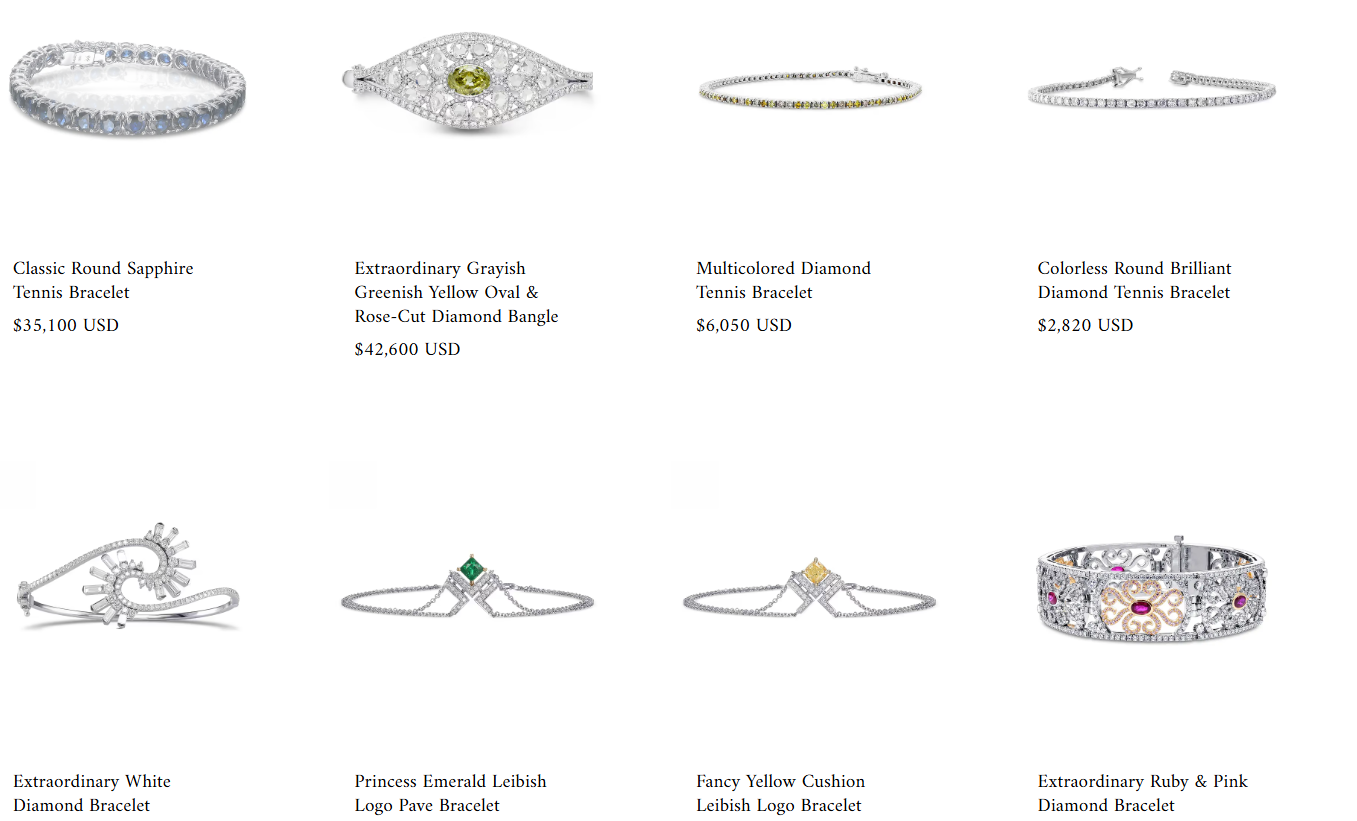 Classic Round Sapphire
Tennis Bracelet
$35,100 USD
Extraordinary Grayish
Greenish Yellow Oval &
Rose-Cut Diamond Bangle
$42,600 USD
Multicolored Diamond
Tennis Bracelet
$6,050 USD
Colorless Round Brilliant
Diamond Tennis Bracelet
$2,820 USD
Extraordinary White
Diamond Bracelet
Princess Emerald Leibish
Logo Pave Bracelet
Fancy Yellow Cushion
Leibish Logo Bracelet
Extraordinary Ruby & Pink
Diamond Bracelet